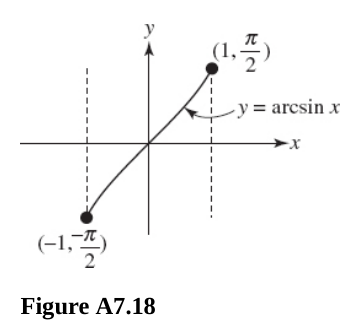 y
(1, π/2)
y = arcsin x
x
(−1, −π/2)
Figure A7.18